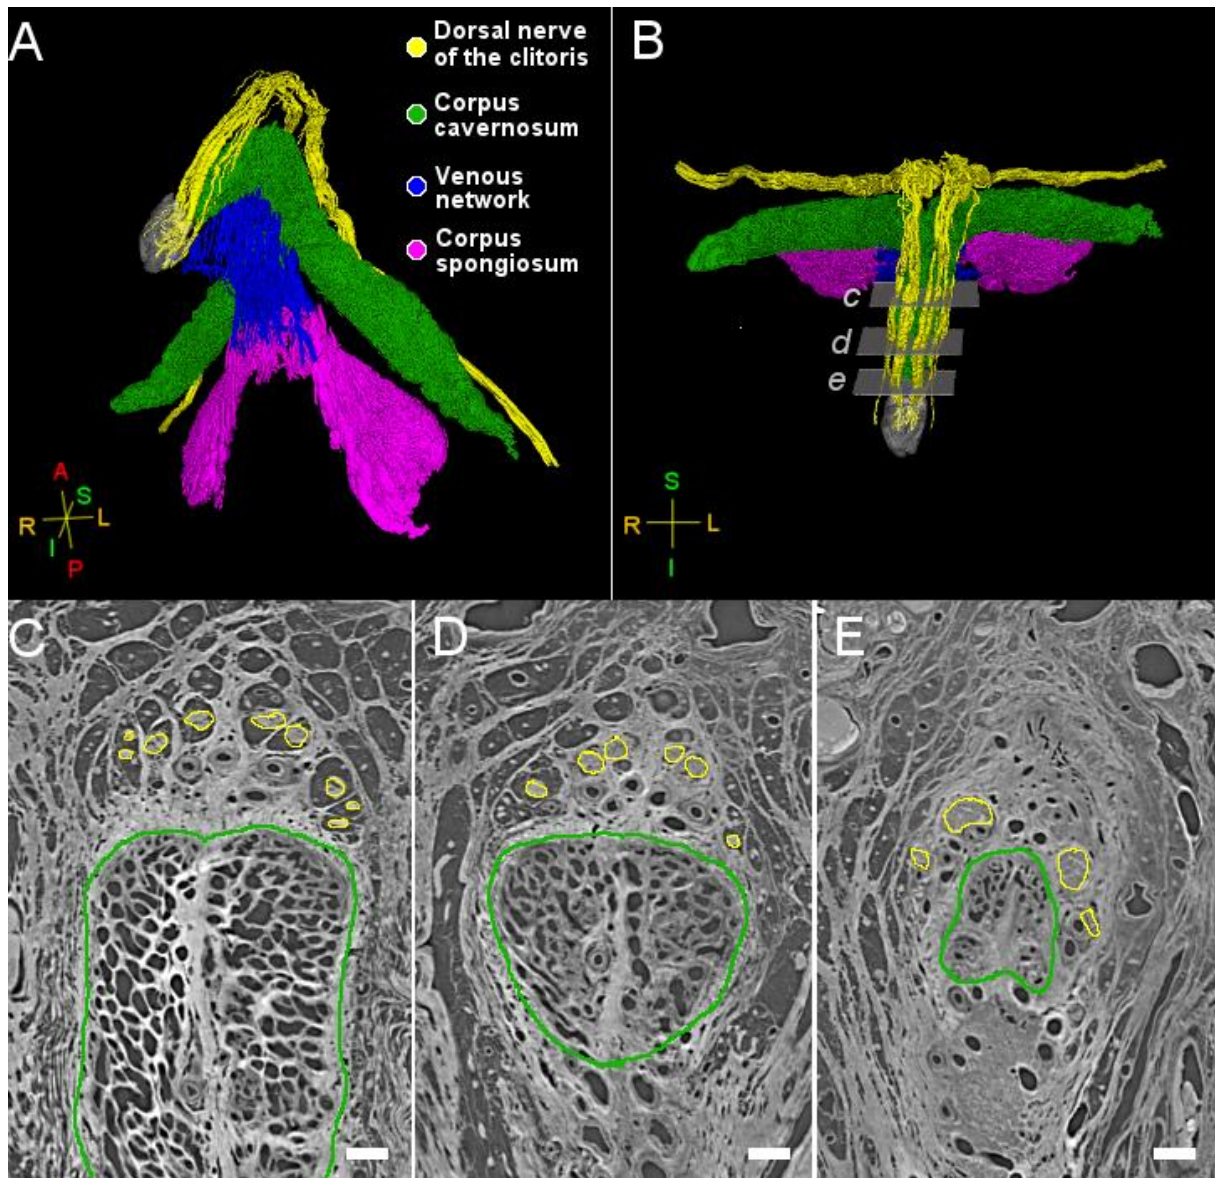 A
Dorsal nerve
of the clitoris
Corpus
cavernosum
Venous
network
Corpus
spongiosum
A
S
R
L
I
P
B
c
d
e
S
R
L
I
C
D
E